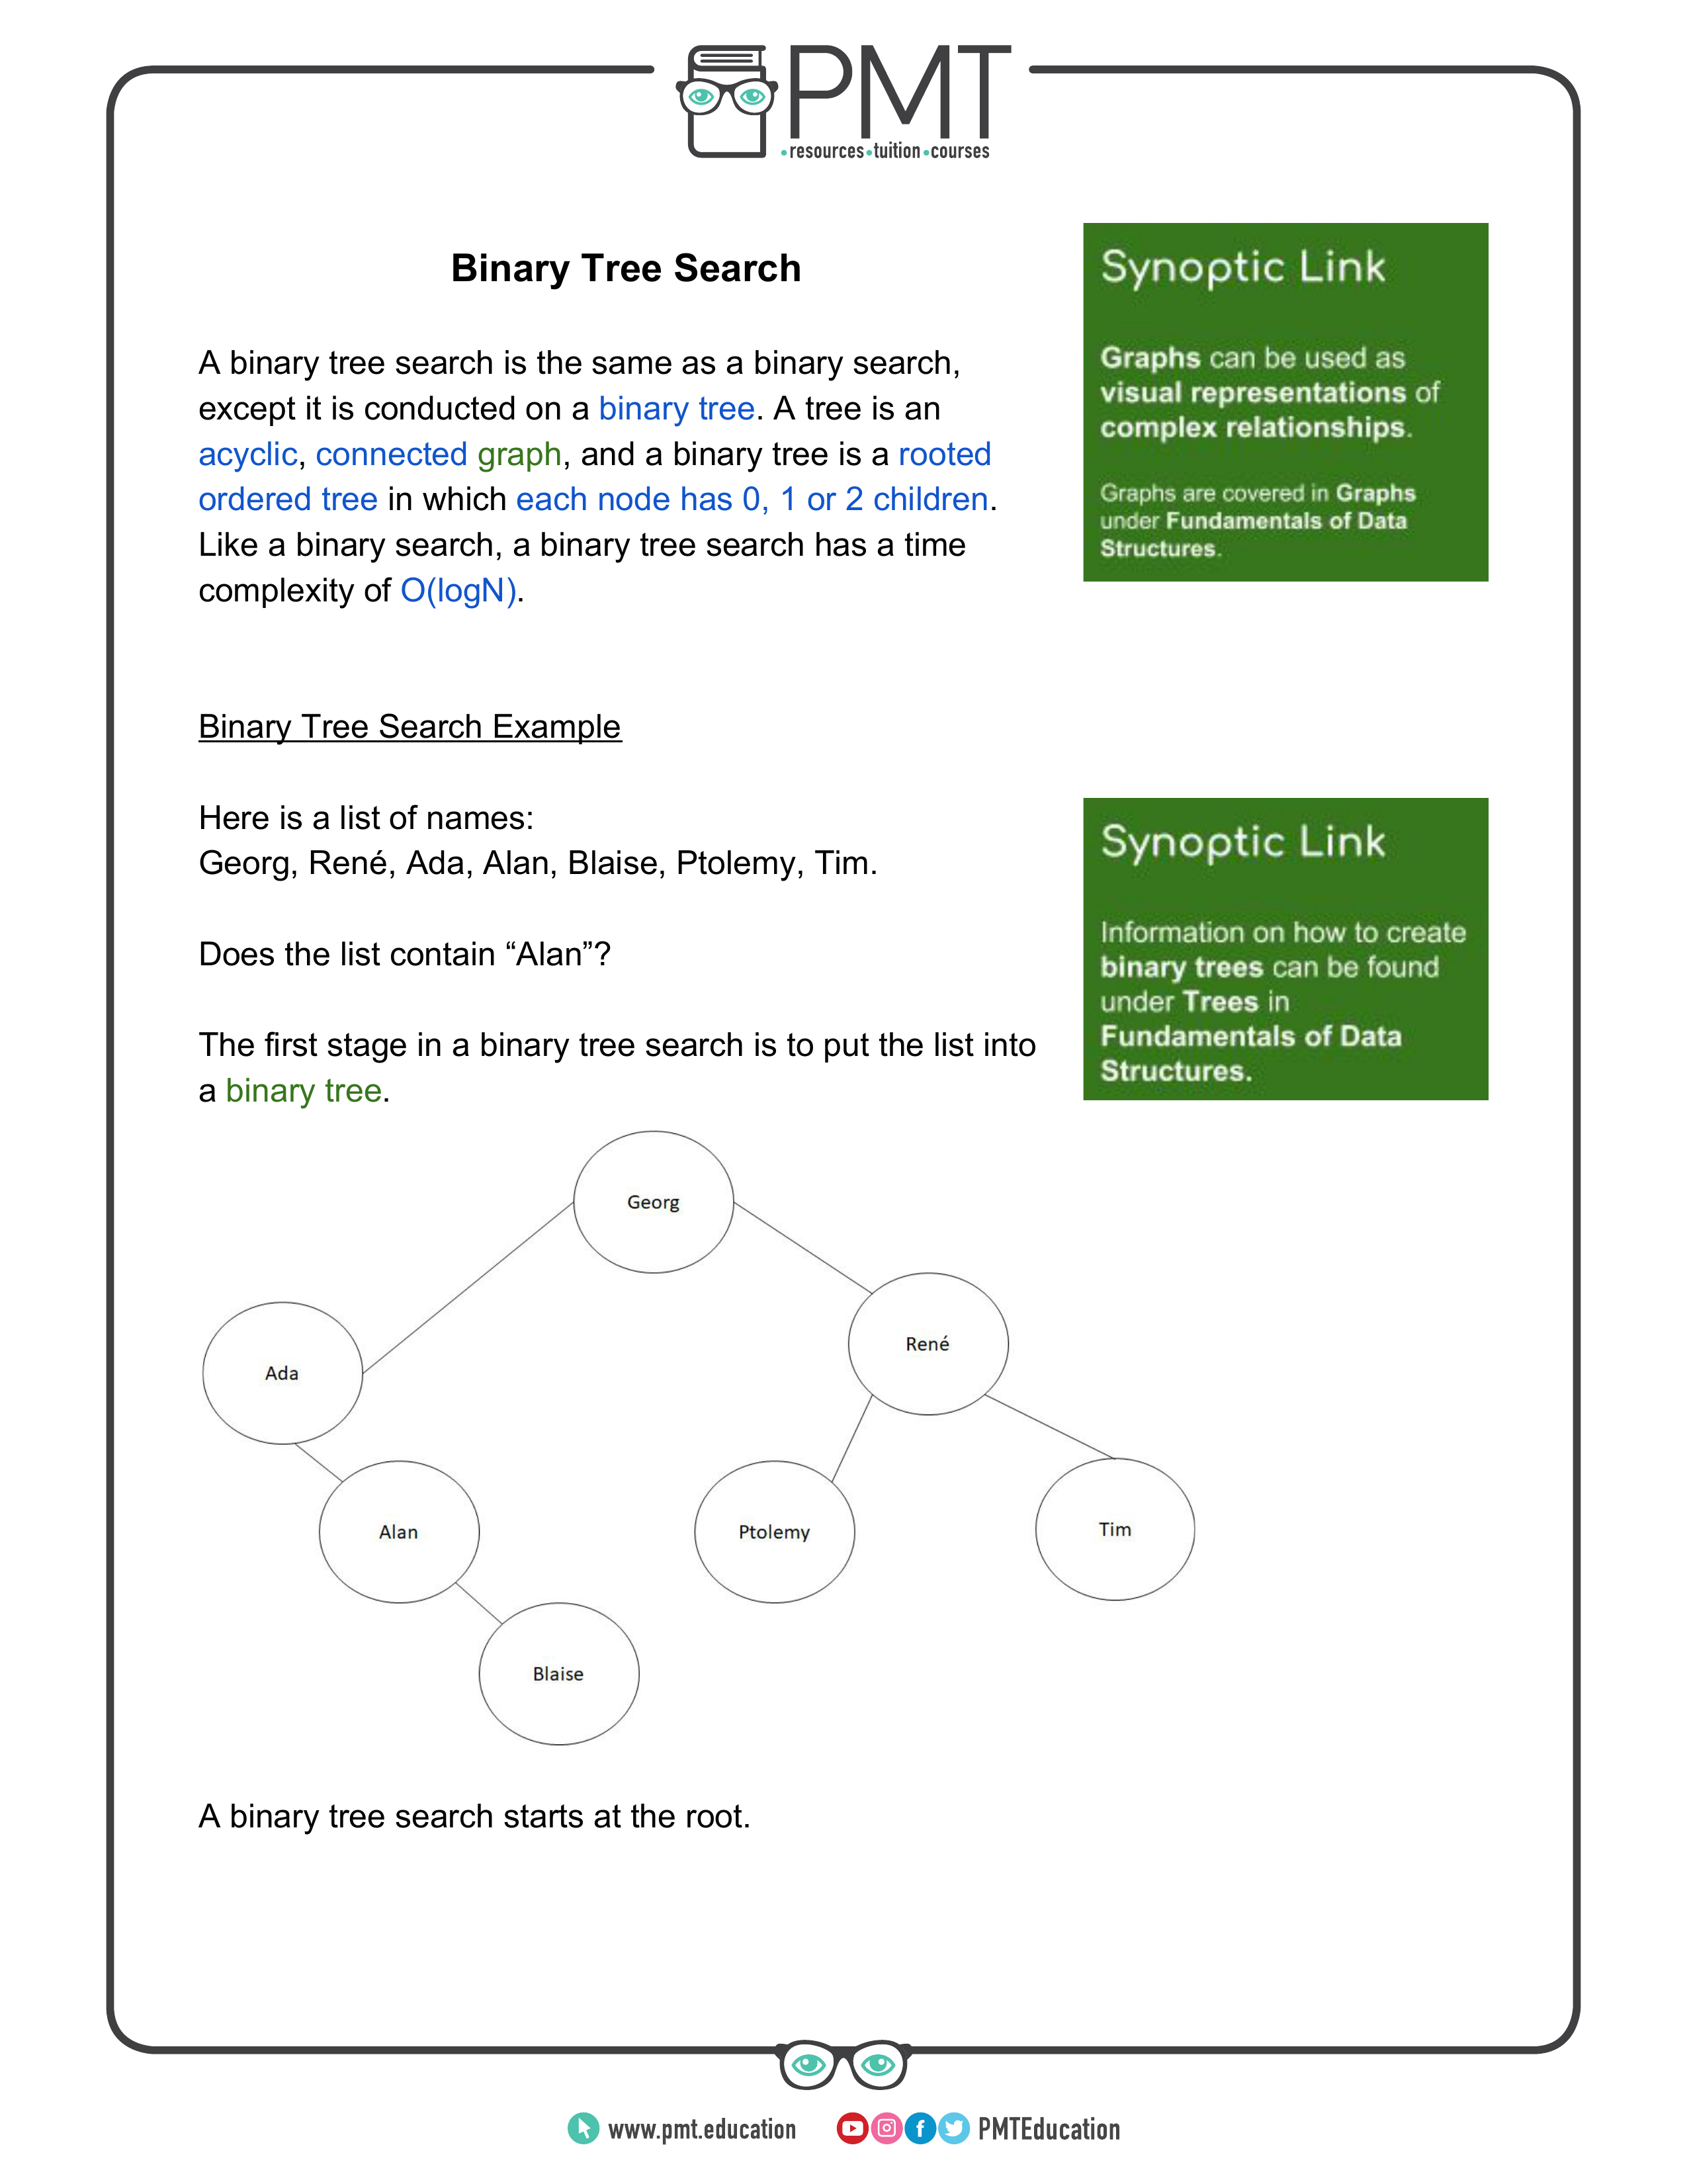 PMT
•resources•tuition•courses
Binary Tree Search
A binary tree search is the same as a binary search,
except it is conducted on a binary tree. A tree is an
acyclic, connected graph, and a binary tree is a rooted
ordered tree in which each node has 0, 1 or 2 children.
Like a binary search, a binary tree search has a time
complexity of O(logN).
Synoptic Link
Graphs can be used as
visual representations of
complex relationships.
Graphs are covered in Graphs
under Fundamentals of Data
Structures.
Binary Tree Search Example
Here is a list of names:
Georg, René, Ada, Alan, Blaise, Ptolemy, Tim.
Does the list contain “Alan”?
The first stage in a binary tree search is to put the list into
a binary tree.
Synoptic Link
Information on how to create
binary trees can be found
under Trees in
Fundamentals of Data
Structures.
Georg
René
Ada
Alan
Ptolemy
Tim
Blaise
A binary tree search starts at the root.
www.pmt.education
PMTEducation